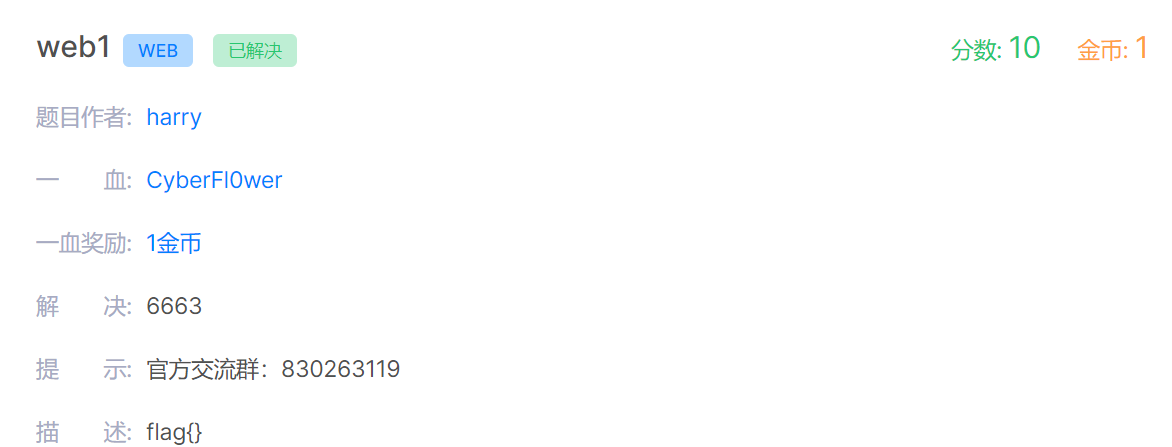 web1 WEB 已解决 分数: 10 金币: 1
题目作者: harry
一 血: CyberFl0wer
一血奖励: 1金币
解 决: 6663
提 示: 官方交流群：830263119
描 述: flag{}